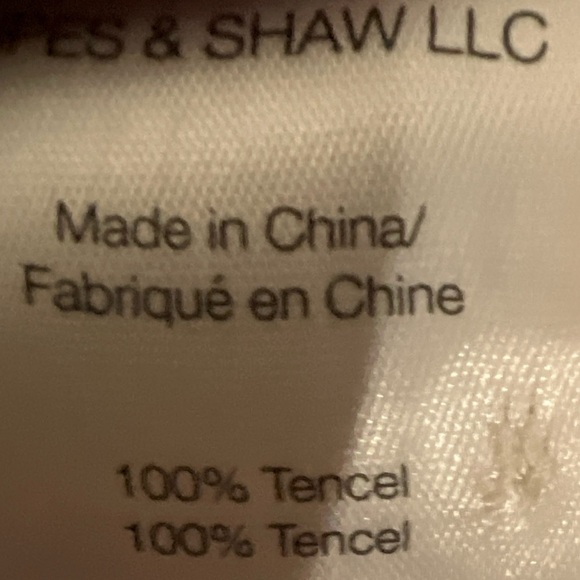 PES & SHAW LLC
Made in China/
Fabriqué en Chine
100% Tencel
100% Tencel